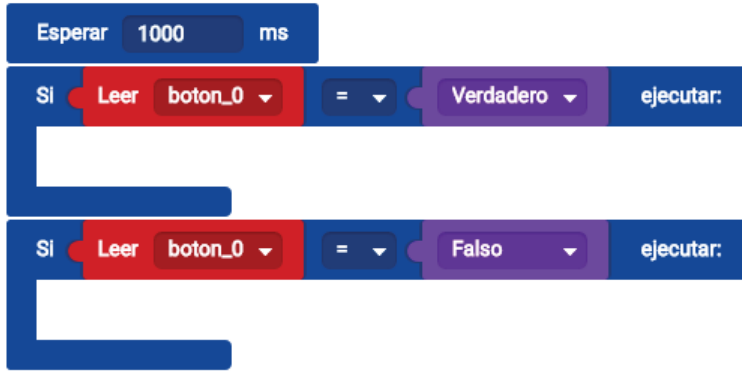 Esperar 1000 ms
Si Leer boton_0 = Verdadero ejecutar:
Si Leer boton_0 = Falso ejecutar: